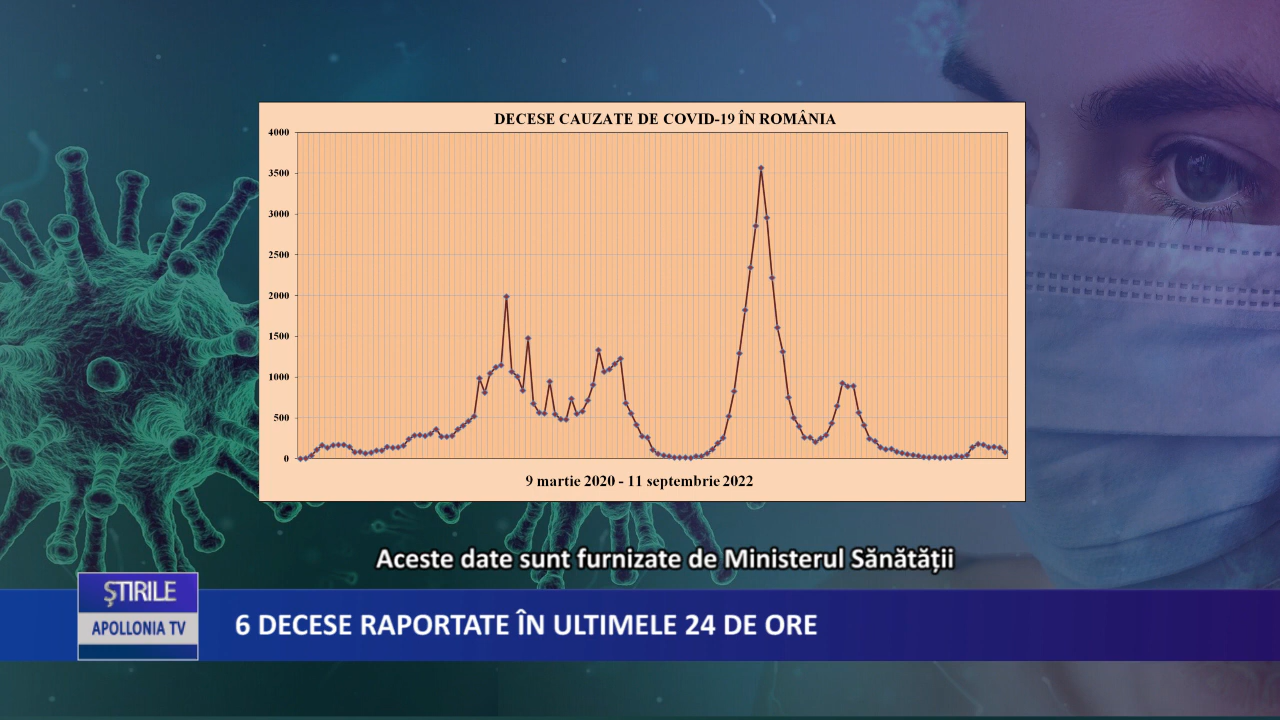 DECESE CAUZATE DE COVID-19 ÎN ROMÂNIA
4000
3500
3000
2500
2000
1500
1000
500
0
9 martie 2020 - 11 septembrie 2022
Aceste date sunt furnizate de Ministerul Sănătății
ȘTIRILE
APOLLONIA TV
6 DECESE RAPORTATE ÎN ULTIMELE 24 DE ORE